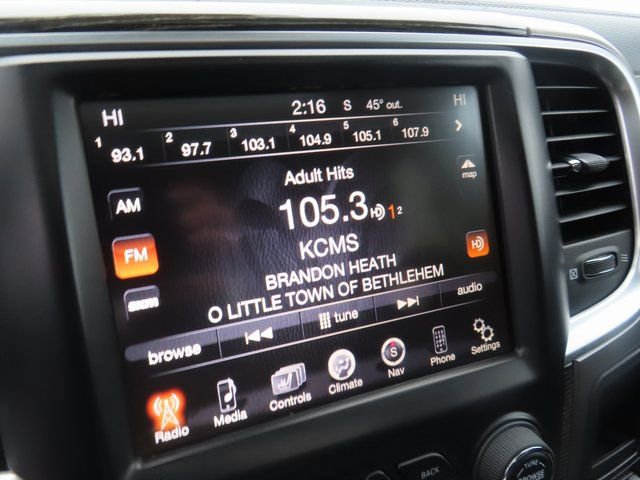 HI 2:16 S 45° out. HI
1 93.1 2 97.7 3 103.1 4 104.9 5 105.1 6 107.9
Adult Hits
map
AM
105.3 HD 1 2
FM
KCMS
HD
BRANDON HEATH
O LITTLE TOWN OF BETHLEHEM
browse tune audio
Radio Media Controls Climate Nav Phone Settings
BACK
TUNE
BROWSE